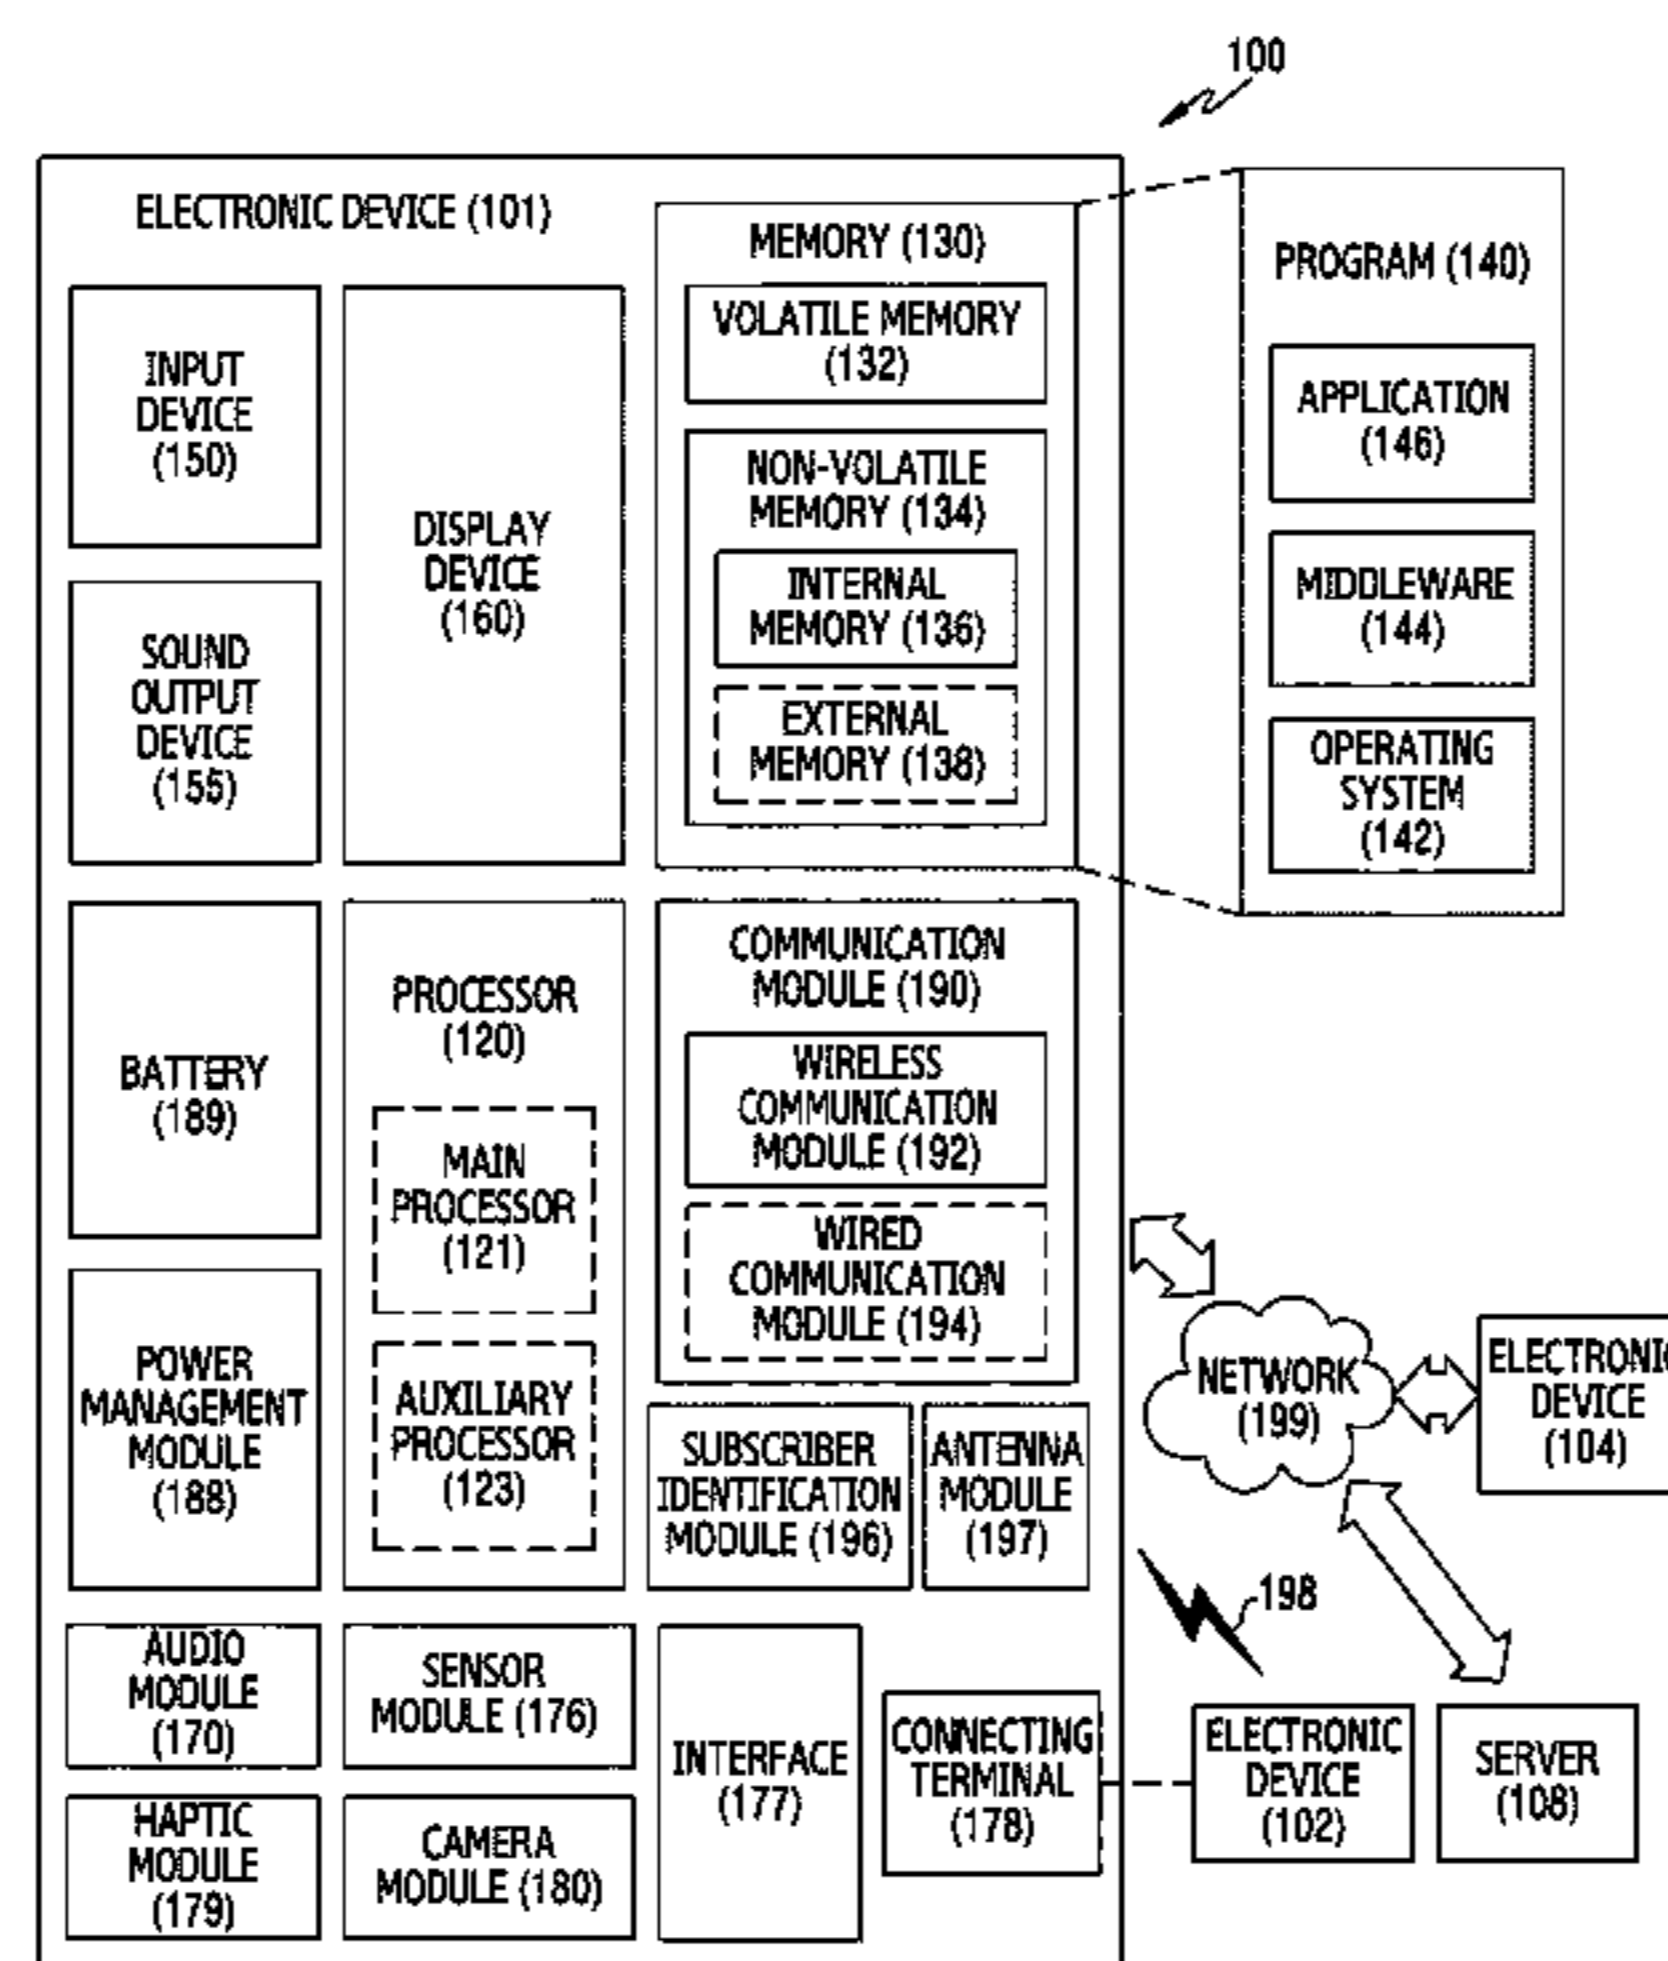 100
ELECTRONIC DEVICE (101)
INPUT
DEVICE
(150)
SOUND
OUTPUT
DEVICE
(155)
DISPLAY
DEVICE
(160)
MEMORY (130)
VOLATILE MEMORY
(132)
NON-VOLATILE
MEMORY (134)
INTERNAL
MEMORY (136)
EXTERNAL
MEMORY (138)
PROGRAM (140)
APPLICATION
(146)
MIDDLEWARE
(144)
OPERATING
SYSTEM
(142)
BATTERY
(189)
POWER
MANAGEMENT
MODULE
(188)
PROCESSOR
(120)
MAIN
PROCESSOR
(121)
AUXILIARY
PROCESSOR
(123)
COMMUNICATION
MODULE (190)
WIRELESS
COMMUNICATION
MODULE (192)
WIRED
COMMUNICATION
MODULE (194)
SUBSCRIBER
IDENTIFICATION
MODULE (196)
ANTENNA
MODULE
(197)
NETWORK
(199)
ELECTRONIC
DEVICE
(104)
198
AUDIO
MODULE
(170)
SENSOR
MODULE (176)
HAPTIC
MODULE
(179)
CAMERA
MODULE (180)
INTERFACE
(177)
CONNECTING
TERMINAL
(178)
ELECTRONIC
DEVICE
(102)
SERVER
(108)